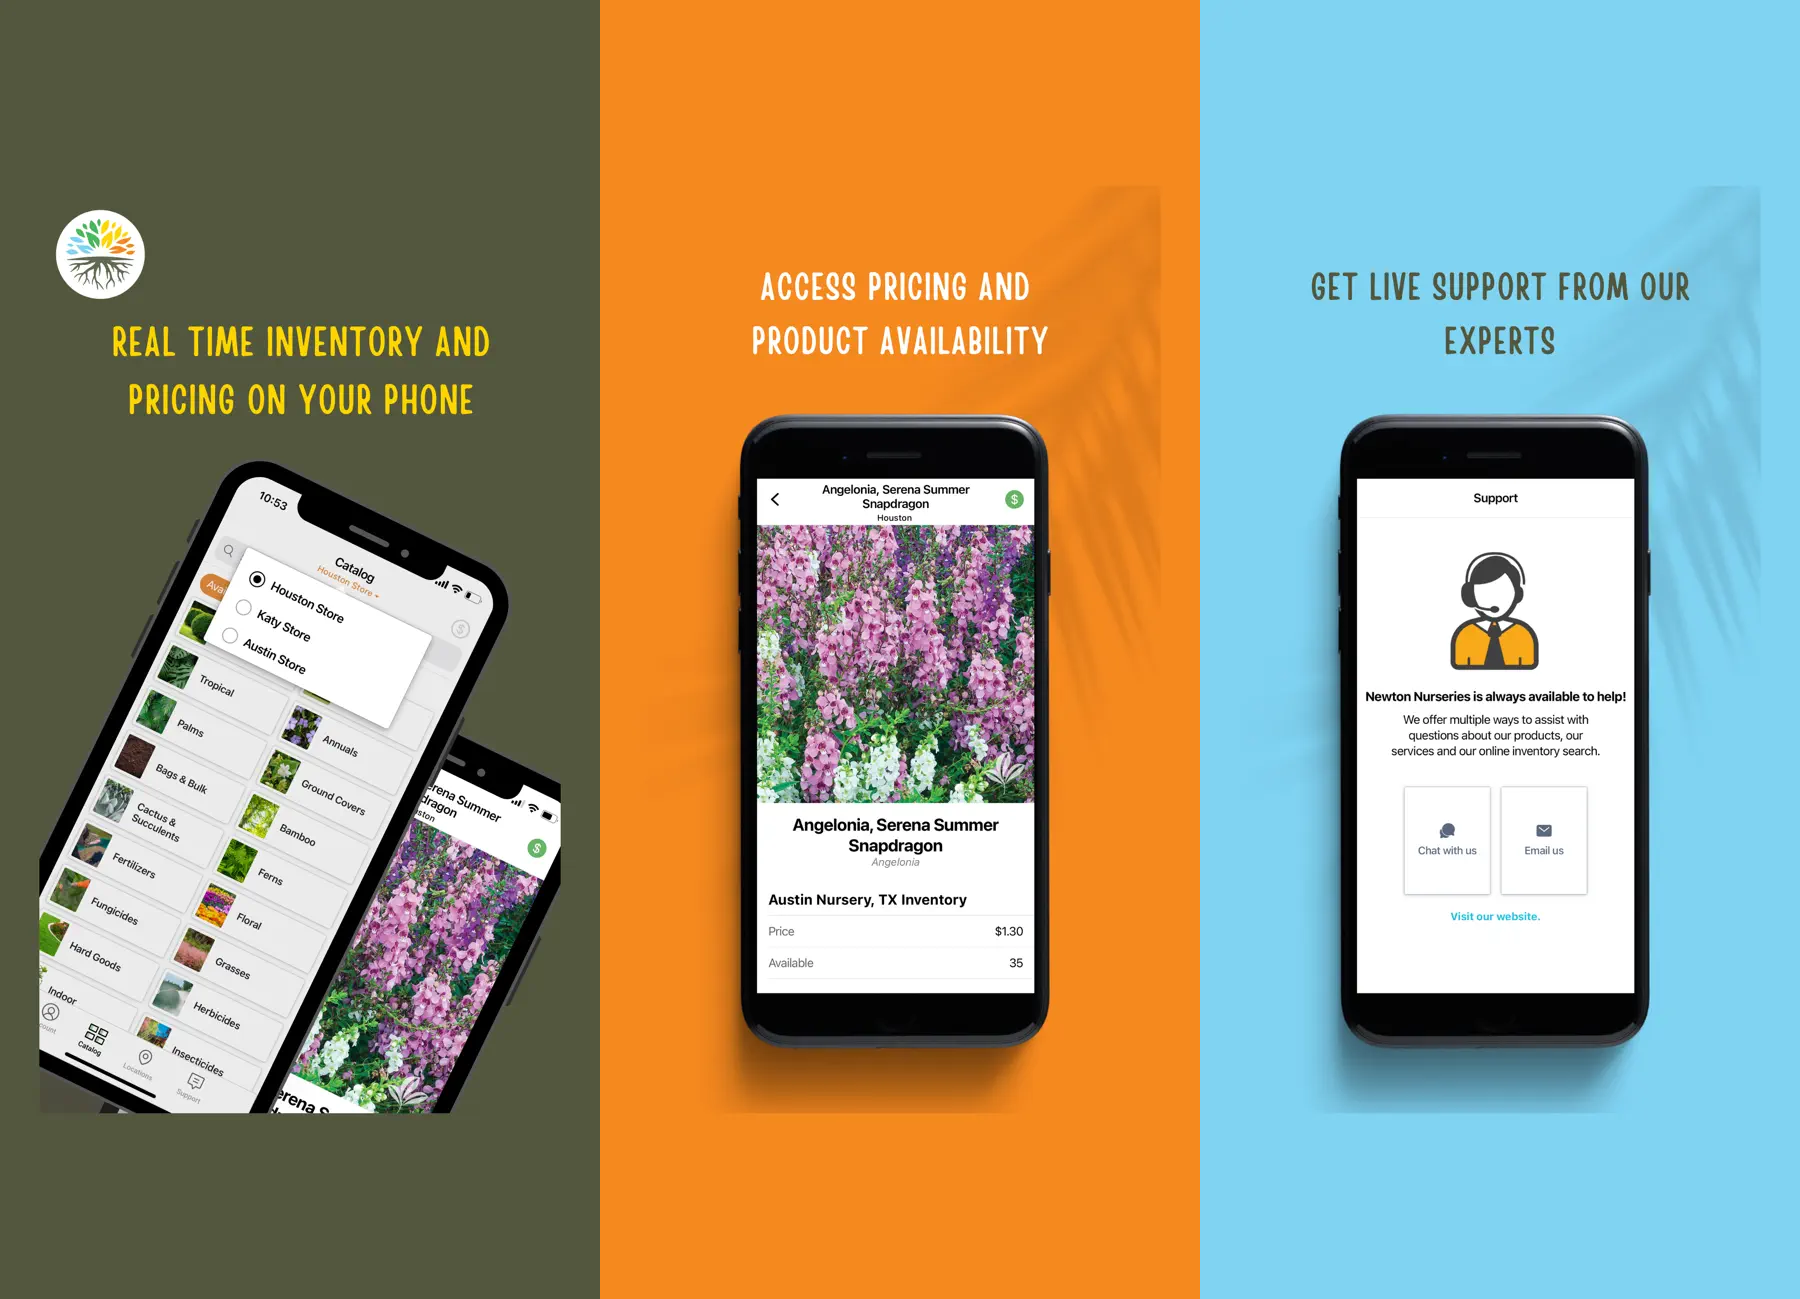 REAL TIME INVENTORY AND
PRICING ON YOUR PHONE
10:53
Catalog
Houston Store
Houston Store
Katy Store
Austin Store
Tropical
Palms
Annuals
Bags & Bulk
Ground Covers
Cactus &
Succulents
Bamboo
Fertilizers
Ferns
Fungicides
Floral
Hard Goods
Grasses
Indoor
Herbicides
Insecticides
Catalog
Locations
Support
Summer
$
ACCESS PRICING AND
PRODUCT AVAILABILITY
Angelonia, Serena Summer
Snapdragon
Houston
$
Angelonia, Serena Summer
Snapdragon
Angelonia
Austin Nursery, TX Inventory
Price $1.30
Available 35
GET LIVE SUPPORT FROM OUR
EXPERTS
Support
Newton Nurseries is always available to help!
We offer multiple ways to assist with
questions about our products, our
services and our online inventory search.
Chat with us
Email us
Visit our website.